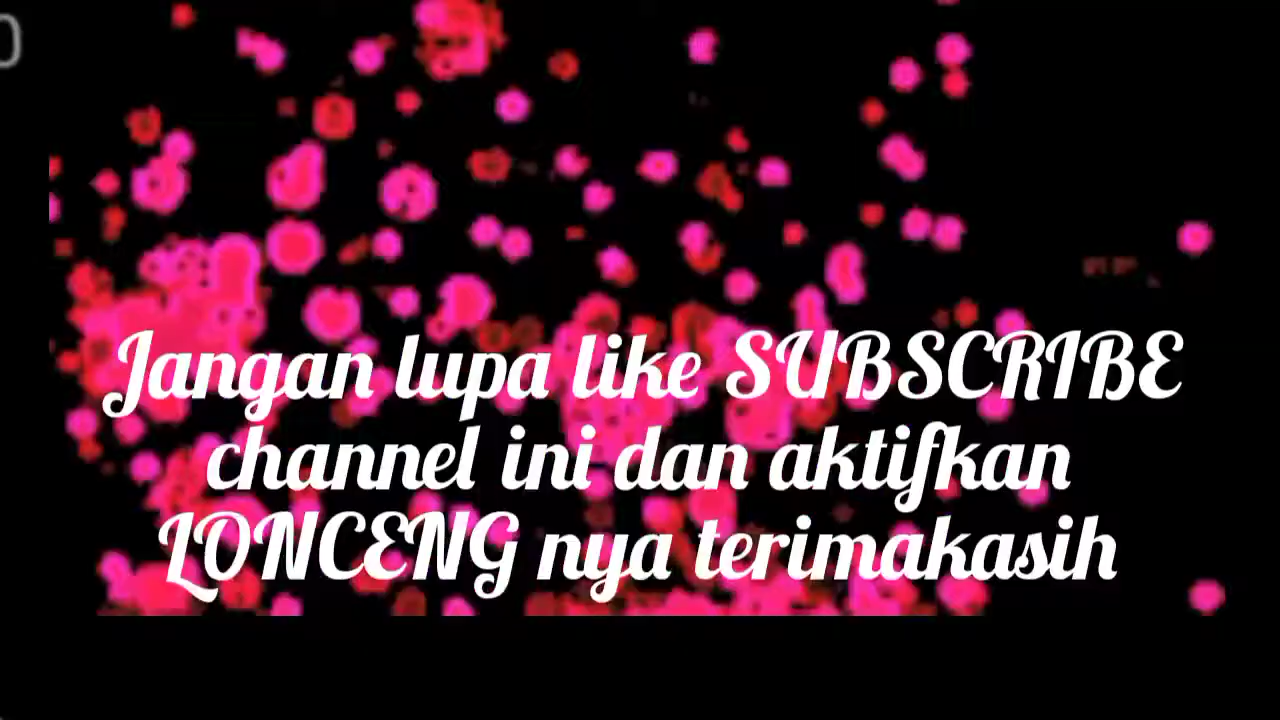 Jangan lupa like SUBSCRIBE
channel ini dan aktifkan
LONCENG nya terimakasih